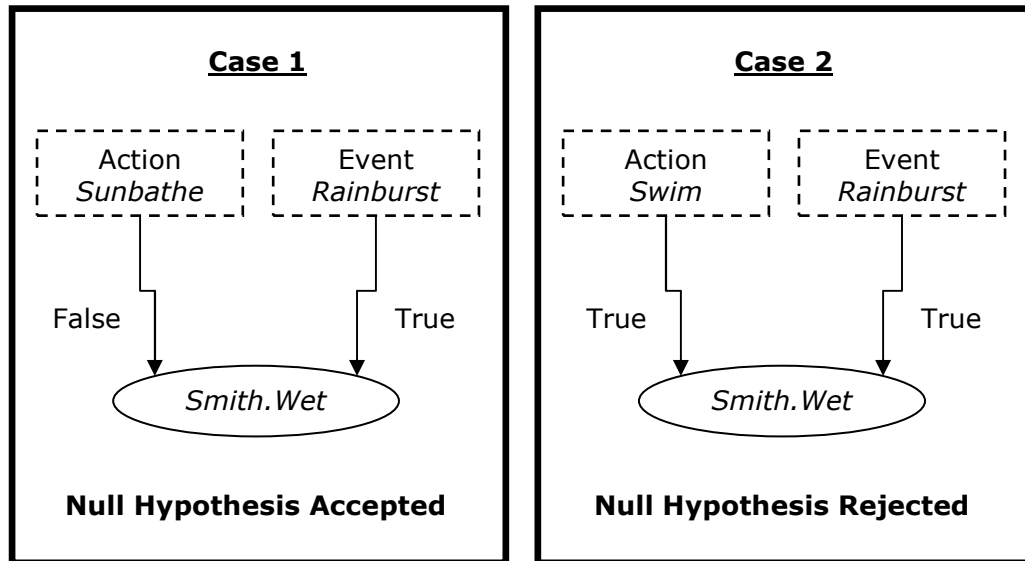 Case 1
Action
Sunbathe
Event
Rainburst
False
True
Smith.Wet
Null Hypothesis Accepted
Case 2
Action
Swim
Event
Rainburst
True
True
Smith.Wet
Null Hypothesis Rejected